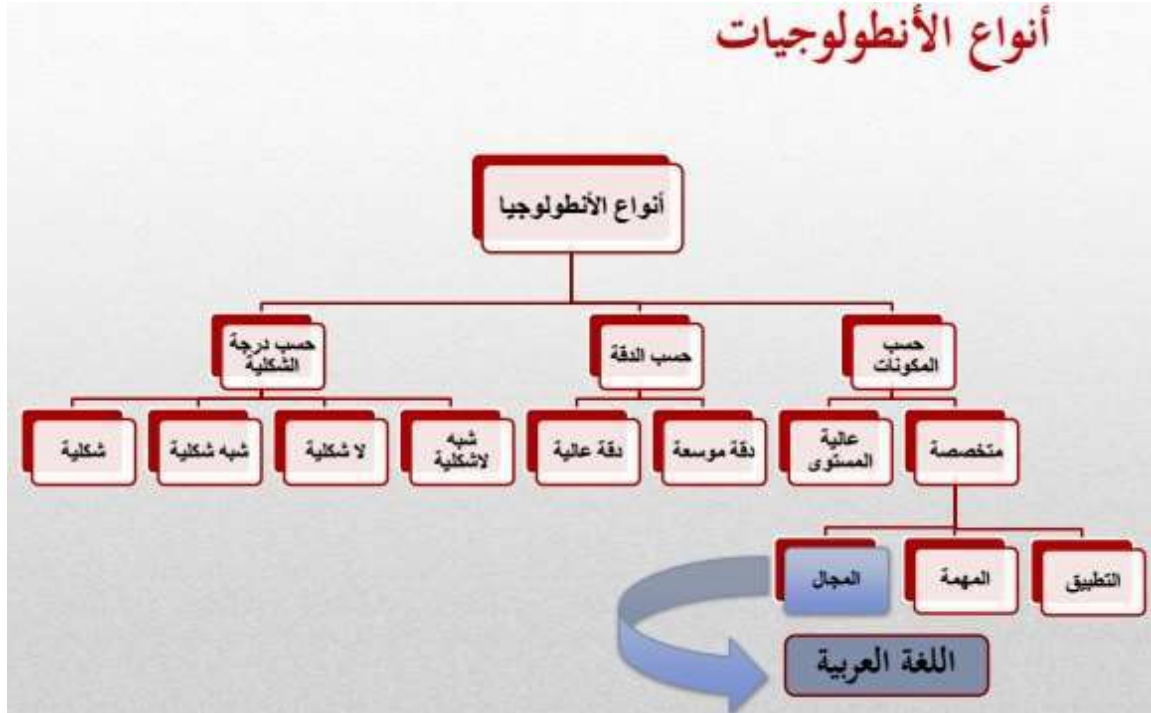 أنواع الأنطولوجيات
أنواع الأنطولوجيا
حسب
المكونات
حسب الدقة
حسب درجة
الشكلية
متخصصة
عالية
المستوى
دقة موسعة
دقة عالية
شبه
لاشكلية
لا شكلية
شبه شكلية
شكلية
التطبيق
المهمة
المجال
اللغة العربية